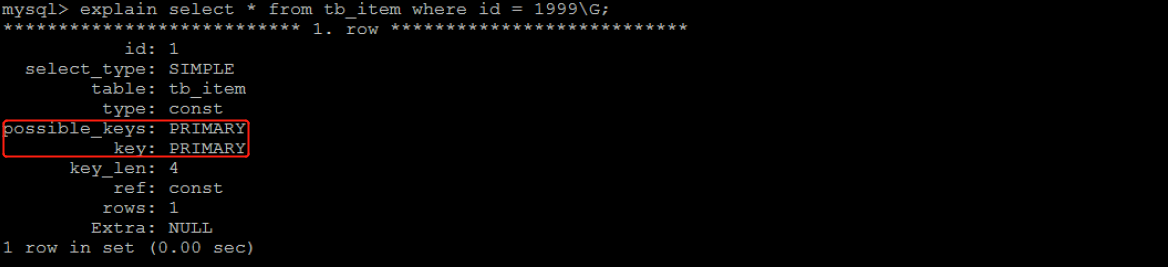 mysql> explain select * from tb_item where id = 1999\G;
*************************** 1. row ***************************
id: 1
select_type: SIMPLE
table: tb_item
type: const
possible_keys: PRIMARY
key: PRIMARY
key_len: 4
ref: const
rows: 1
Extra: NULL
1 row in set (0.00 sec)